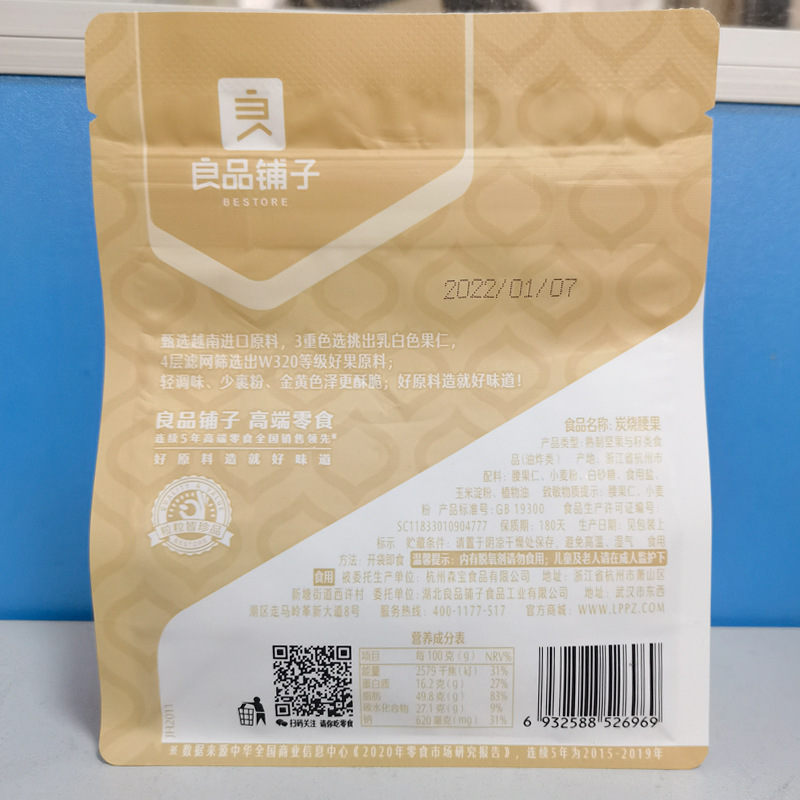 良品铺子
BESTORE
2022/01/07
甄选越南进口原料，3重色选挑出乳白色果仁，
4层滤网筛选出W320等级好果原料；
轻调味、少裹粉、金黄色泽更酥脆；好原料造就好味道！
良品铺子 高端零食
连续5年高端零食全国销售领先※
好原料造就好味道
颗粒皆珍品
BESTORE
食品名称：炭烧腰果
产品类型：熟制坚果与籽类食
品（油炸类） 产地：浙江省杭州市
配料：腰果仁、小麦粉、白砂糖、食用盐、
玉米淀粉、植物油 致敏物质提示：腰果仁、小麦
粉 产品标准号：GB 19300 食品生产许可证编号：
SC11833010904777 保质期：180天 生产日期：见包装上
标示 贮藏条件：请置于阴凉干燥处保存，避免高温、湿气 食用
方法：开袋即食 温馨提示：内有脱氧剂请勿食用；儿童及老人请在成人监护下
食用 被委托生产单位：杭州森宝食品有限公司 地址：浙江省杭州市萧山区
新塘街道西许村 委托单位：湖北良品铺子食品工业有限公司 地址：武汉市东西
湖区走马岭革新大道8号 服务热线：400-1177-517 官方商城：WWW.LPPZ.COM
营养成分表
项目 每100克（g） NRV%
能量 2579千焦（kJ） 31%
蛋白质 16.2克（g） 27%
脂肪 49.8克（g） 83%
碳水化合物 27.1克（g） 9%
钠 620毫克（mg） 31%
扫码关注 请你吃零食
6 932588 526969
JH2011
※数据来源中华全国商业信息中心《2020年零食市场研究报告》，连续5年为2015-2019年